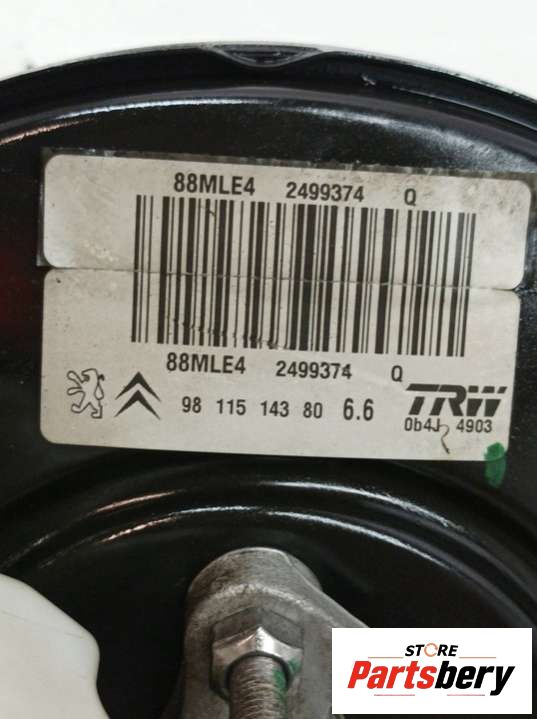 88MLE4 2499374 Q
88MLE4 2499374 Q
98 115 143 80 6.6
TRW
0b4J 4903
STORE
Partsbery